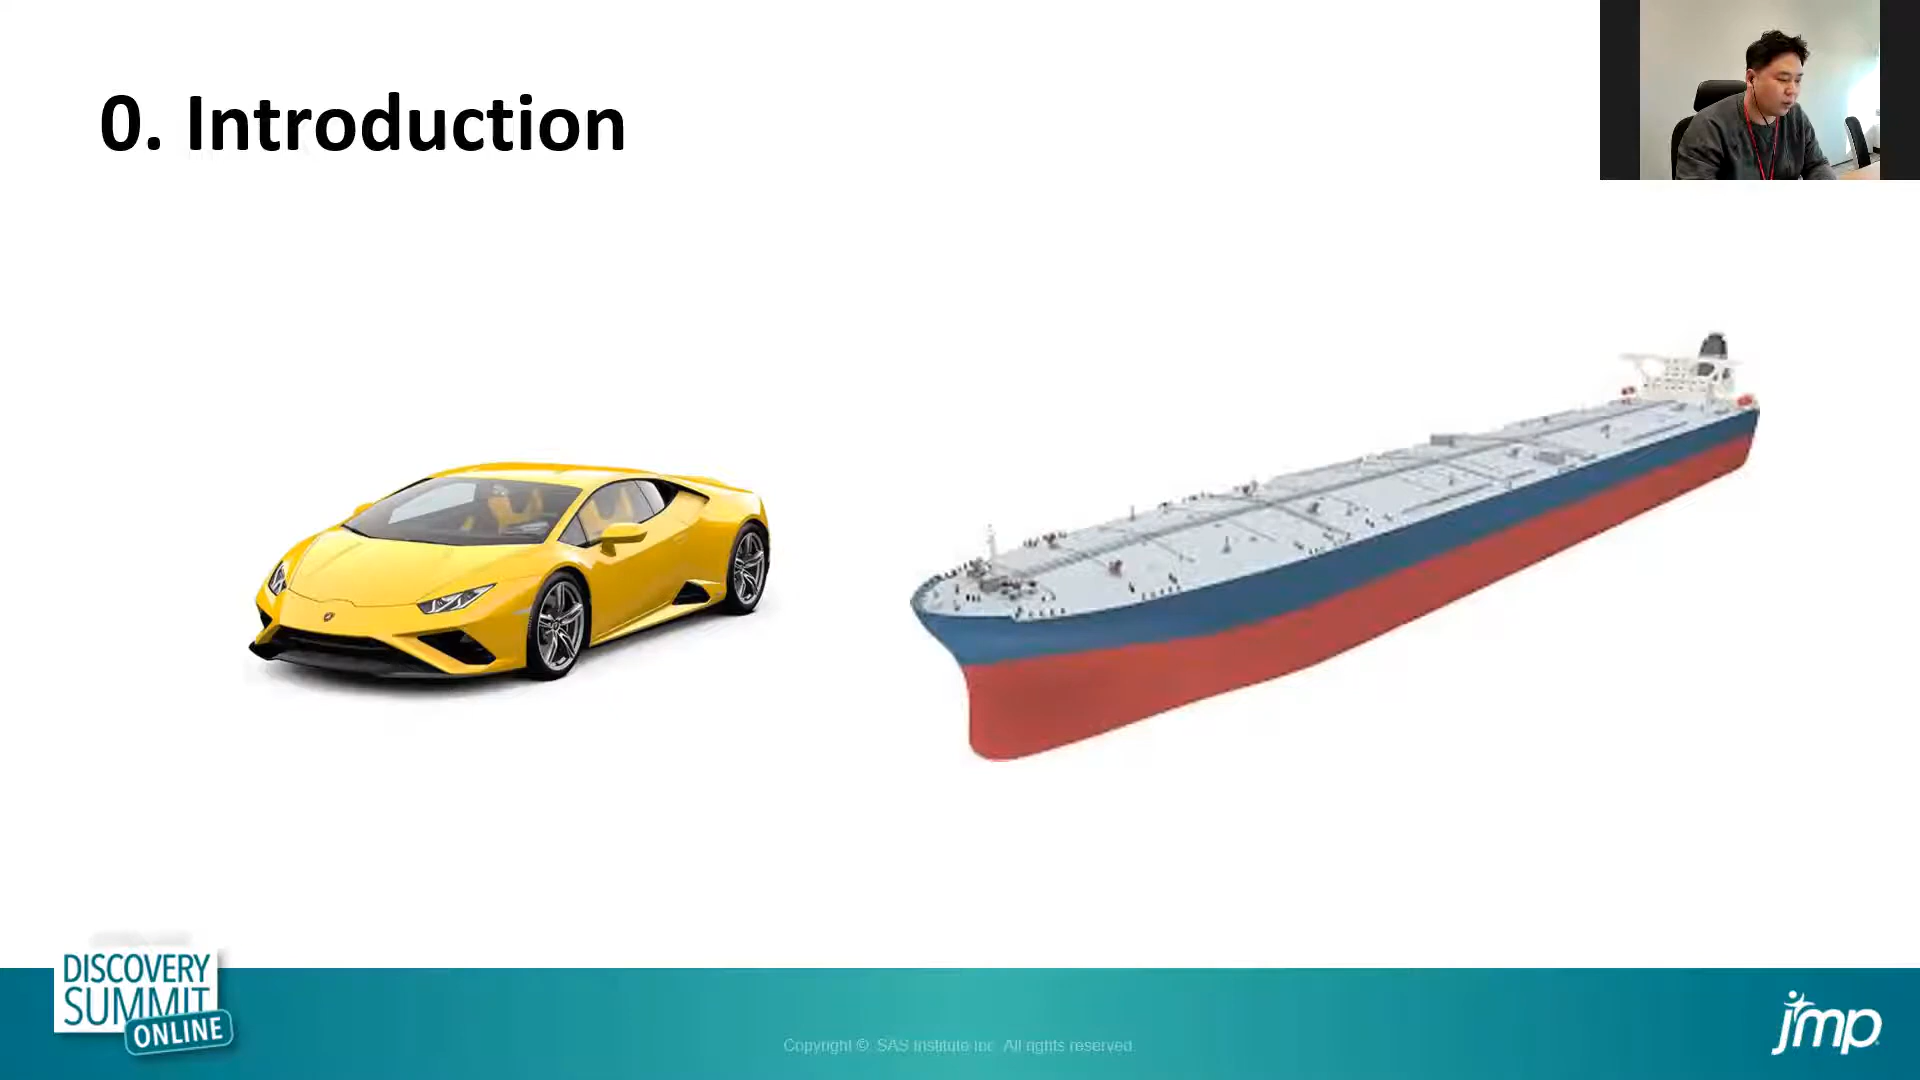 0. Introduction
DISCOVERY
SUMMIT
ONLINE
Copyright © SAS Institute Inc. All rights reserved.
jmp